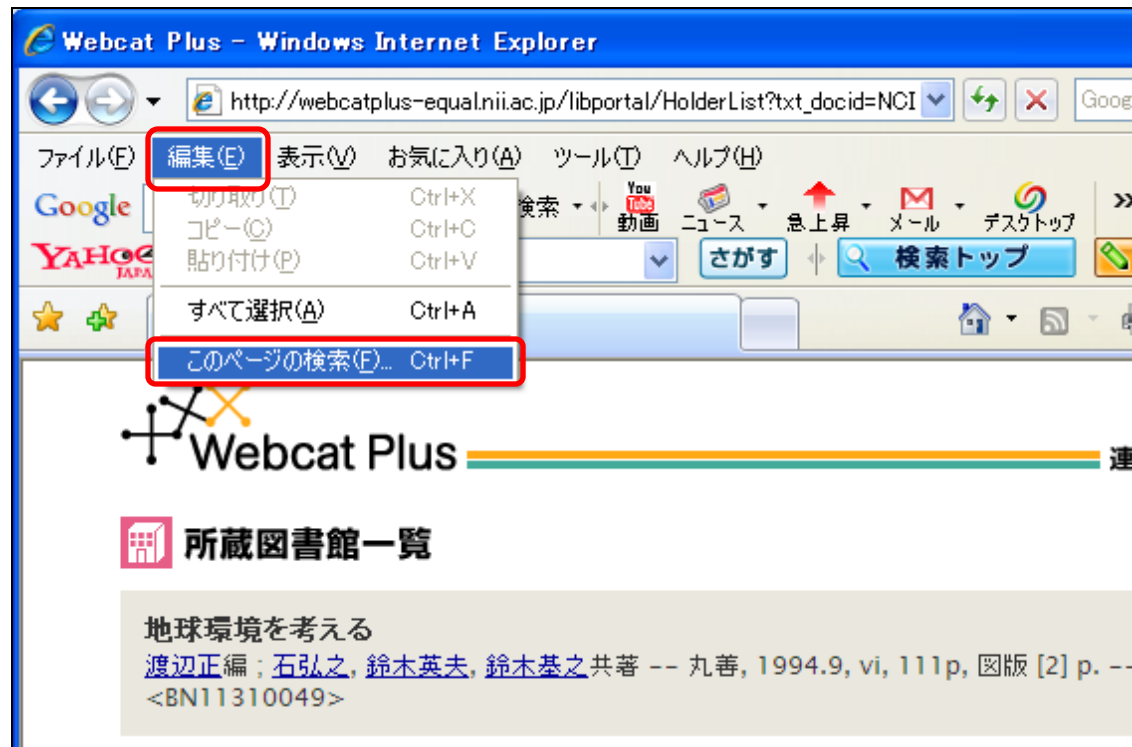 Webcat Plus - Windows Internet Explorer
http://webcatplus-equal.nii.ac.jp/libportal/HolderList?txt_docid=NCI
ファイル(F) 編集(E) 表示(V) お気に入り(A) ツール(T) ヘルプ(H)
切り取り(T) Ctrl+X
コピー(C) Ctrl+C
貼り付け(P) Ctrl+V
すべて選択(A) Ctrl+A
このページの検索(F)... Ctrl+F
Google 検索 You Tube 動画 ニュース 急上昇 メール デスクトップ »
さがす 検索トップ
Webcat Plus
所蔵図書館一覧
地球環境を考える
渡辺正編 ; 石弘之, 鈴木英夫, 鈴木基之共著 -- 丸善, 1994.9, vi, 111p, 図版 [2] p. --
<BN11310049>